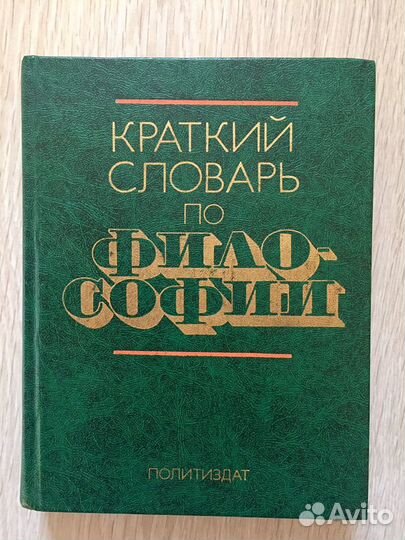 КРАТКИЙ
СЛОВАРЬ
ПО
ФИЛО-
СОФИИ
ПОЛИТИЗДАТ
Avito